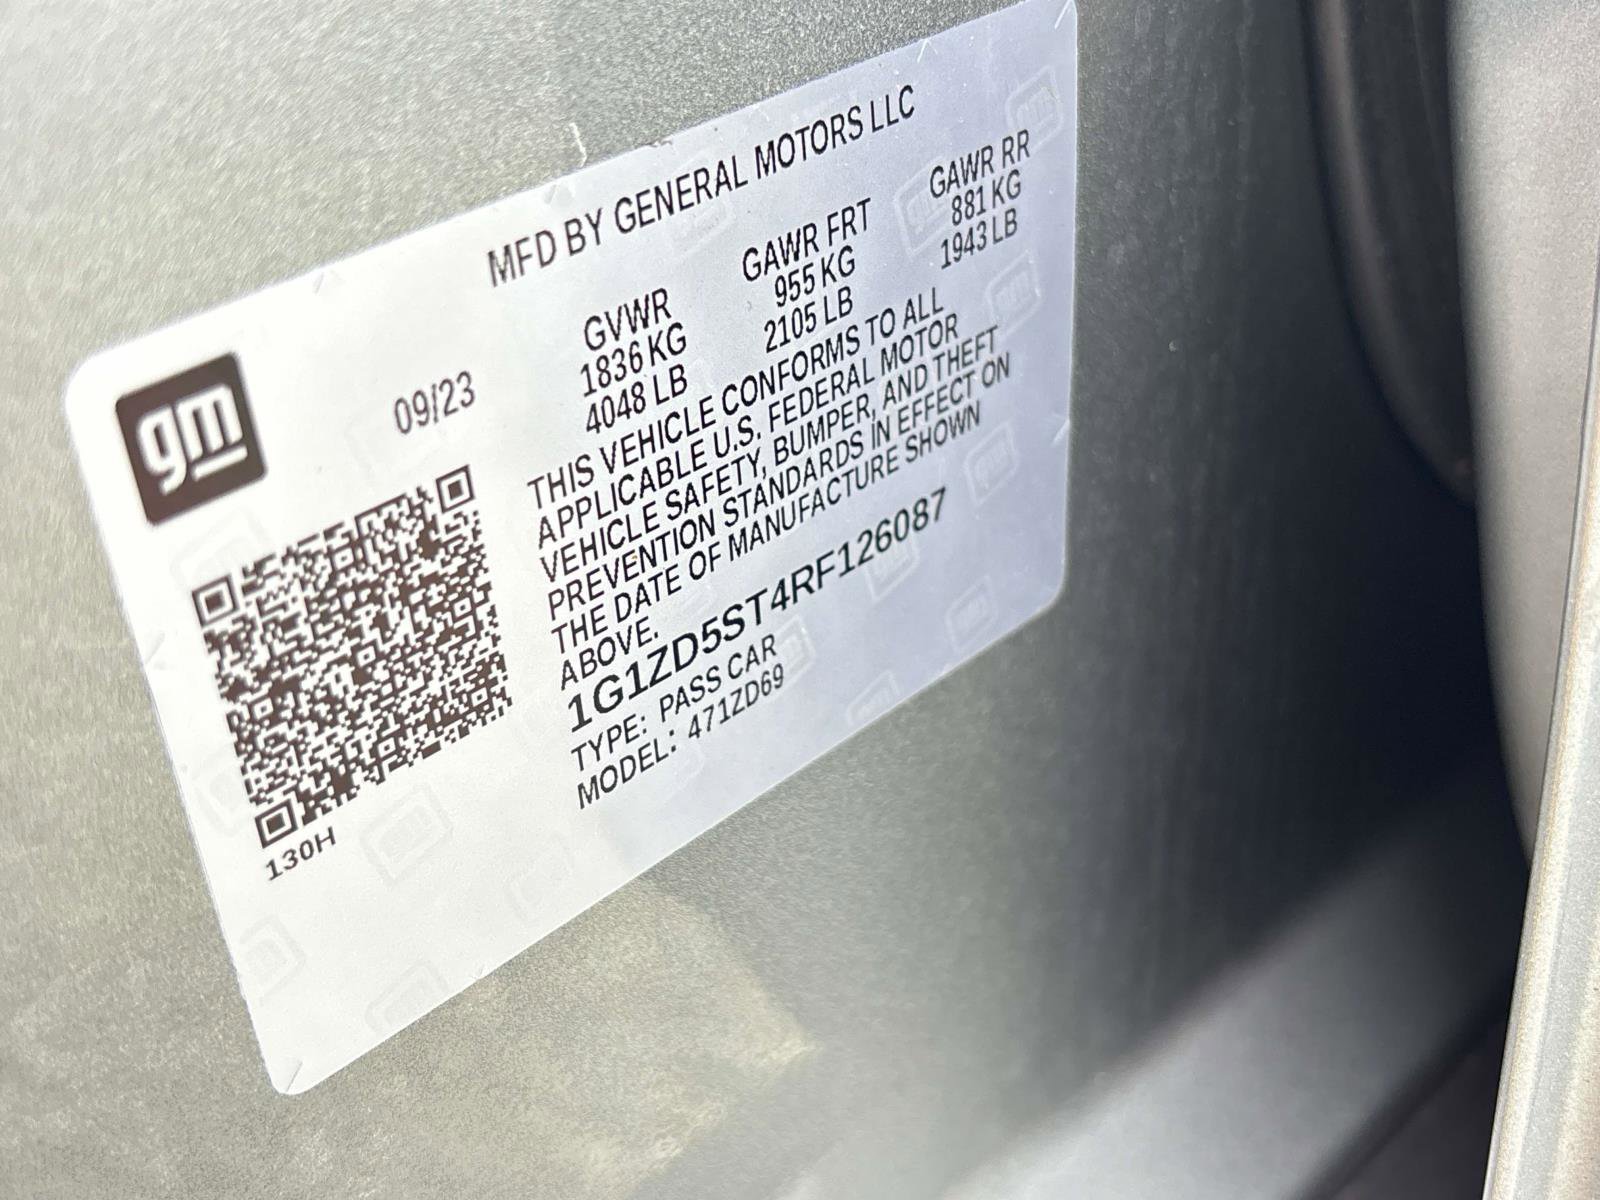 MFD BY GENERAL MOTORS LLC
gm
09/23
GVWR GAWR FRT GAWR RR
1836 KG 955 KG 881 KG
4048 LB 2105 LB 1943 LB
THIS VEHICLE CONFORMS TO ALL
APPLICABLE U.S. FEDERAL MOTOR
VEHICLE SAFETY, BUMPER, AND THEFT
PREVENTION STANDARDS IN EFFECT ON
THE DATE OF MANUFACTURE SHOWN
ABOVE.
1G1ZD5ST4RF126087
TYPE: PASS CAR
MODEL: 471ZD69
130H